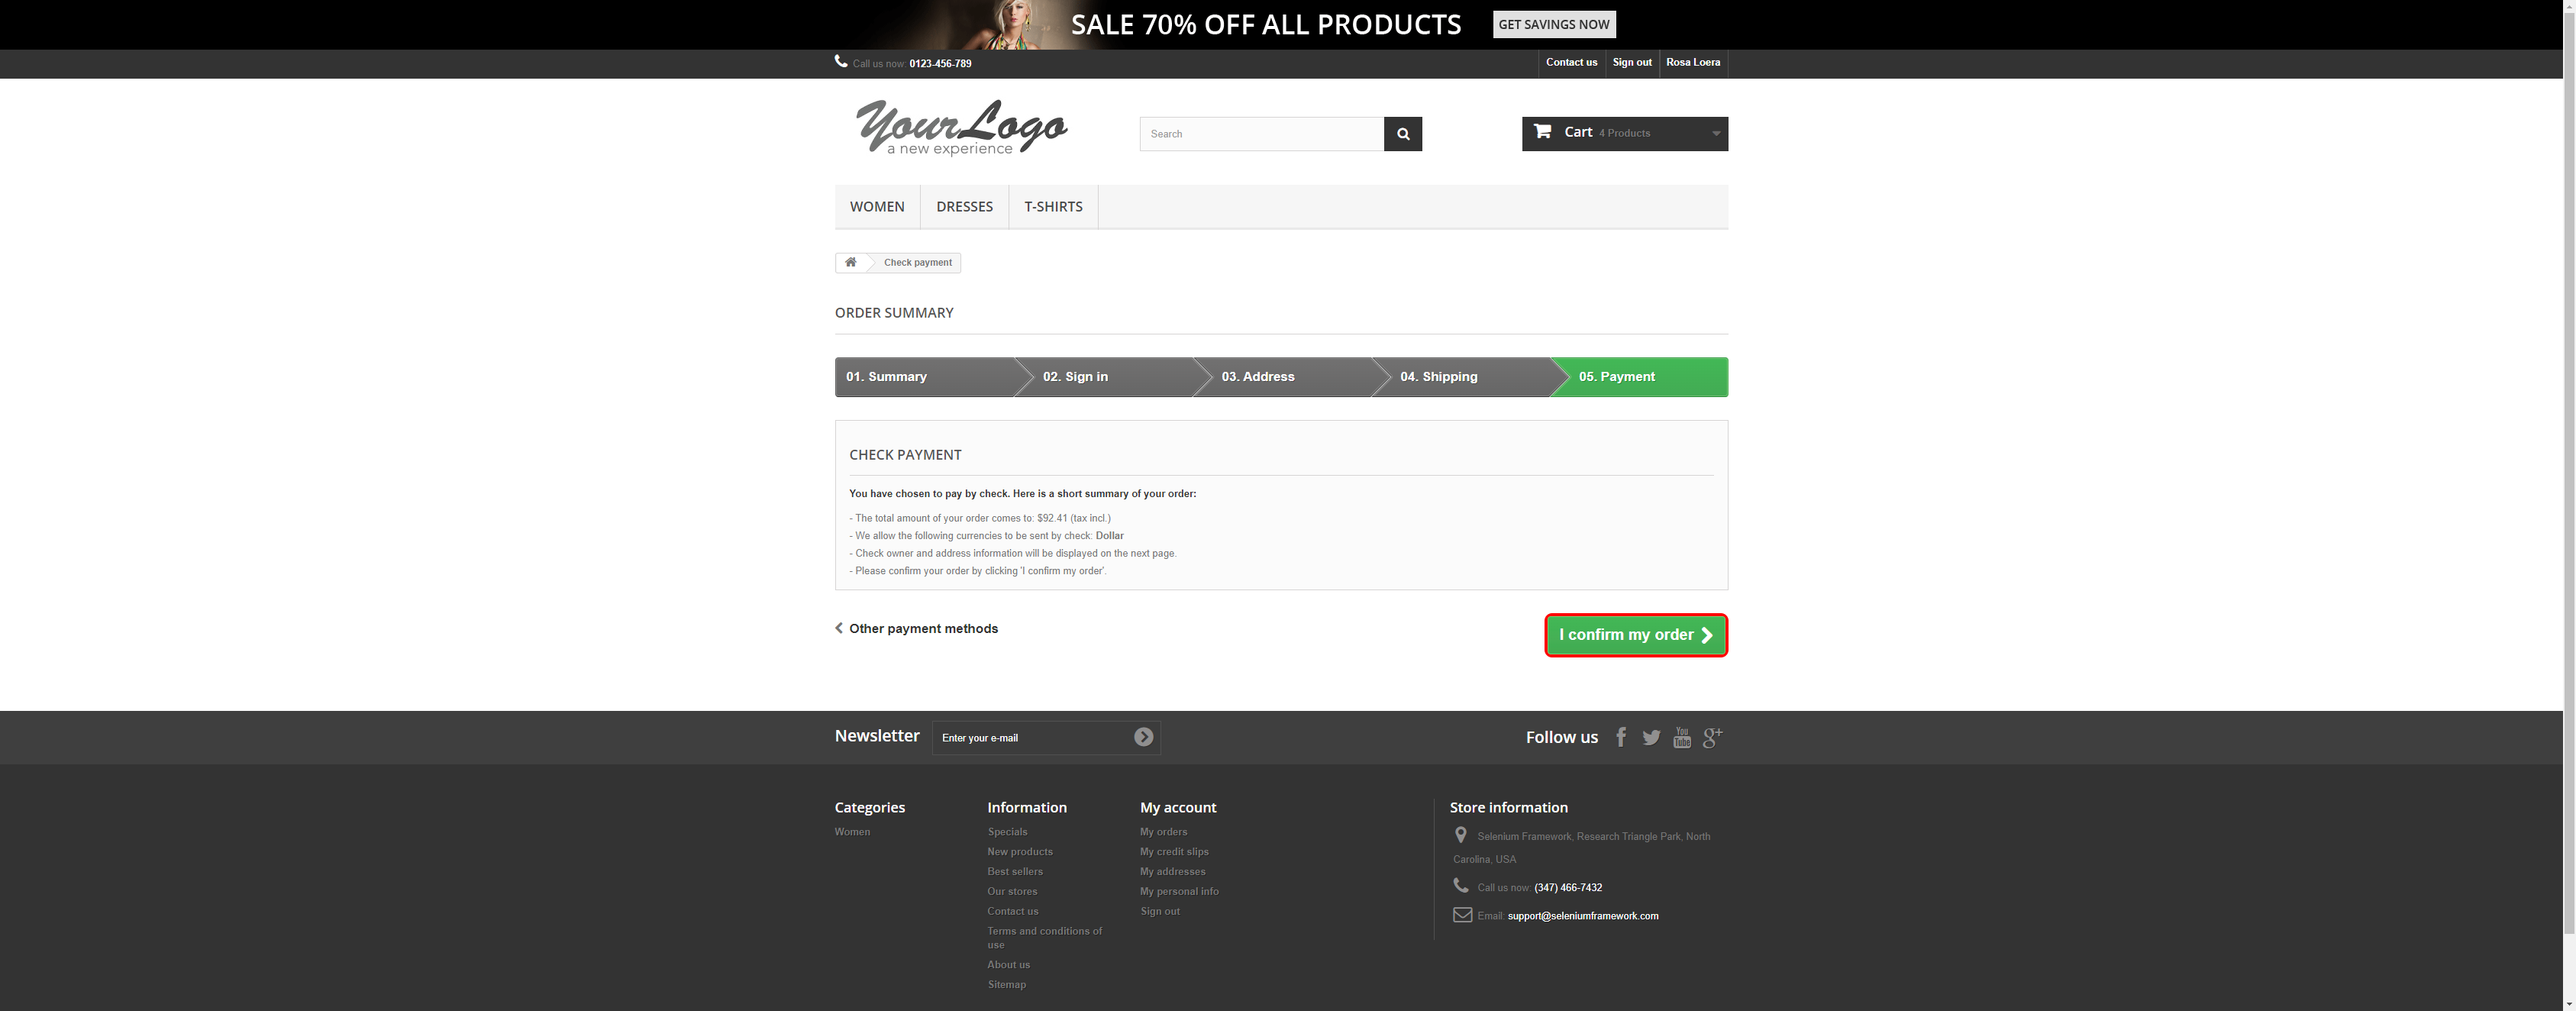 SALE 70% OFF ALL PRODUCTS GET SAVINGS NOW
Call us now: 0123-456-789 Contact us Sign out Rosa Loera
YourLogo
a new experience
Search
Cart 4 Products
WOMEN DRESSES T-SHIRTS
Check payment
ORDER SUMMARY
01. Summary 02. Sign in 03. Address 04. Shipping 05. Payment
CHECK PAYMENT
You have chosen to pay by check. Here is a short summary of your order:
- The total amount of your order comes to: $92.41 (tax incl.)
- We allow the following currencies to be sent by check: Dollar
- Check owner and address information will be displayed on the next page.
- Please confirm your order by clicking 'I confirm my order'.
Other payment methods
I confirm my order
Newsletter Enter your e-mail
Follow us You Tube g+
Categories
Women
Information
Specials
New products
Best sellers
Our stores
Contact us
Terms and conditions of
use
About us
Sitemap
My account
My orders
My credit slips
My addresses
My personal info
Sign out
Store information
Selenium Framework, Research Triangle Park, North
Carolina, USA
Call us now: (347) 466-7432
Email: support@seleniumframework.com